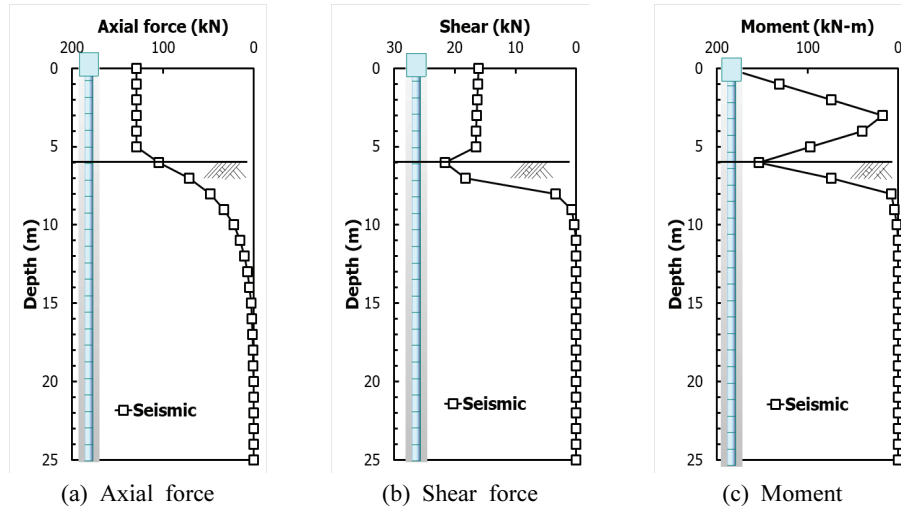 Axial force (kN)
200 100 0
0
5
10
15
20
25
Depth (m)
Seismic
(a) Axial force
Shear (kN)
30 20 10 0
0
5
10
15
20
25
Depth (m)
Seismic
(b) Shear force
Moment (kN-m)
200 100 0
0
5
10
15
20
25
Depth (m)
Seismic
(c) Moment